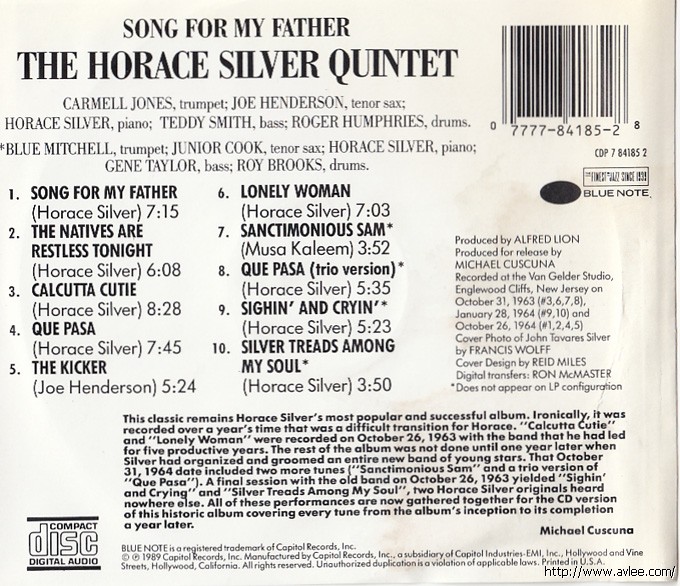 SONG FOR MY FATHER
THE HORACE SILVER QUINTET
CARMELL JONES, trumpet; JOE HENDERSON, tenor sax;
HORACE SILVER, piano; TEDDY SMITH, bass; ROGER HUMPHRIES, drums.
*BLUE MITCHELL, trumpet; JUNIOR COOK, tenor sax; HORACE SILVER, piano;
GENE TAYLOR, bass; ROY BROOKS, drums.
0 7777-84185-2 8
CDP 7 84185 2
THE FINEST IN JAZZ SINCE 1939
BLUE NOTE
1. SONG FOR MY FATHER
(Horace Silver) 7:15
2. THE NATIVES ARE
RESTLESS TONIGHT
(Horace Silver) 6:08
3. CALCUTTA CUTIE
(Horace Silver) 8:28
4. QUE PASA
(Horace Silver) 7:45
5. THE KICKER
(Joe Henderson) 5:24
6. LONELY WOMAN
(Horace Silver) 7:03
7. SANCTIMONIOUS SAM*
(Musa Kaleem) 3:52
8. QUE PASA (trio version)*
(Horace Silver) 5:35
9. SIGHIN' AND CRYIN'*
(Horace Silver) 5:23
10. SILVER TREADS AMONG
MY SOUL*
(Horace Silver) 3:50
Produced by ALFRED LION
Produced for release by
MICHAEL CUSCUNA
Recorded at the Van Gelder Studio,
Englewood Cliffs, New Jersey on
October 31, 1963 (#3,6,7,8),
January 28, 1964 (#9,10) and
October 26, 1964 (#1,2,4,5)
Cover Photo of John Tavares Silver
by FRANCIS WOLFF
Cover Design by REID MILES
Digital transfers: RON McMASTER
*Does not appear on LP configuration
This classic remains Horace Silver's most popular and successful album. Ironically, it was
recorded over a year's time that was a difficult transition for Horace. "Calcutta Cutie"
and "Lonely Woman" were recorded on October 26, 1963 with the band that he had led
for five productive years. The rest of the album was not done until one year later when
Silver had organized and groomed an entire new band of young stars. That October
31, 1964 date included two more tunes ("Sanctimonious Sam" and a trio version of
"Que Pasa"). A final session with the old band on October 26, 1963 yielded "Sighin'
and Crying" and "Silver Treads Among My Soul", two Horace Silver originals heard
nowhere else. All of these performances are now gathered together for the CD version
of this historic album covering every tune from the album's inception to its completion
a year later.
Michael Cuscuna
COMPACT
disc
DIGITAL AUDIO
BLUE NOTE is a registered trademark of Capitol Records, Inc.
© ℗ 1989 Capitol Records, Inc. Manufactured by Capitol Records, Inc., a subsidiary of Capitol Industries-EMI, Inc., Hollywood and Vine
Streets, Hollywood, California. All rights reserved. Unauthorized duplication is a violation of applicable laws. Printed in U.S.A.
http://www.avlee.com/